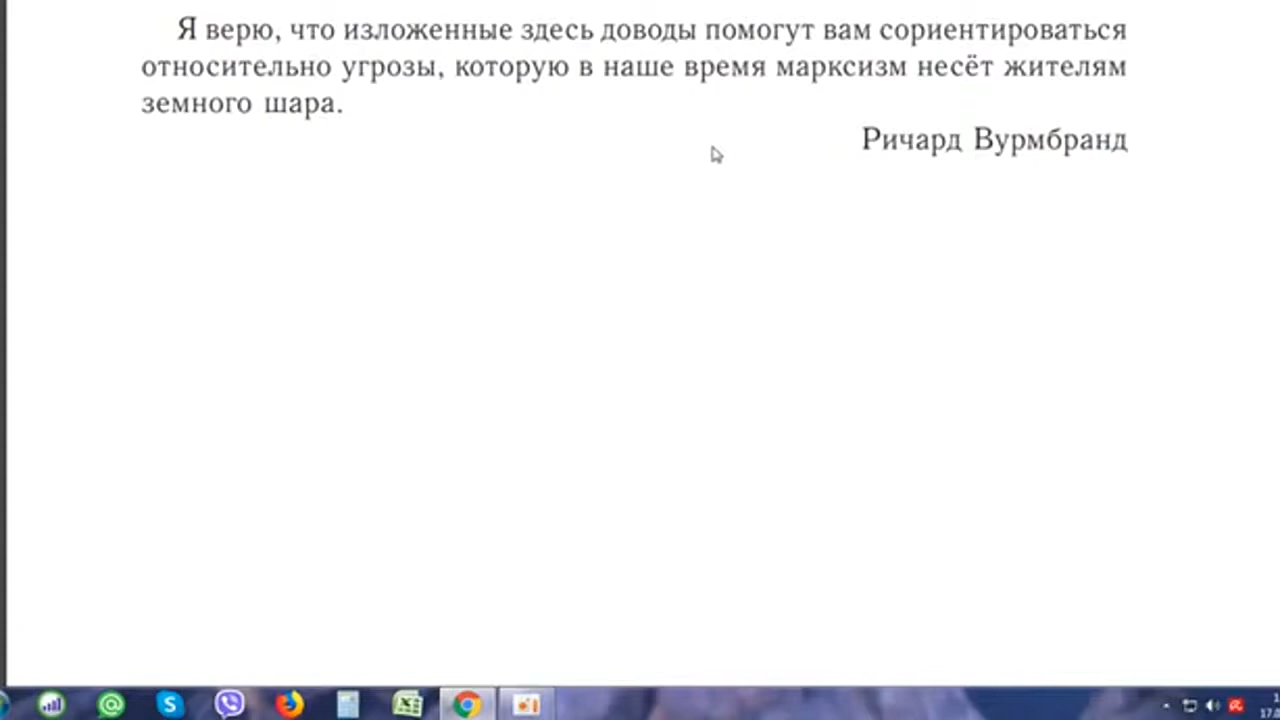 Я верю, что изложенные здесь доводы помогут вам сориентироваться
относительно угрозы, которую в наше время марксизм несёт жителям
земного шара.
Ричард Вурмбранд